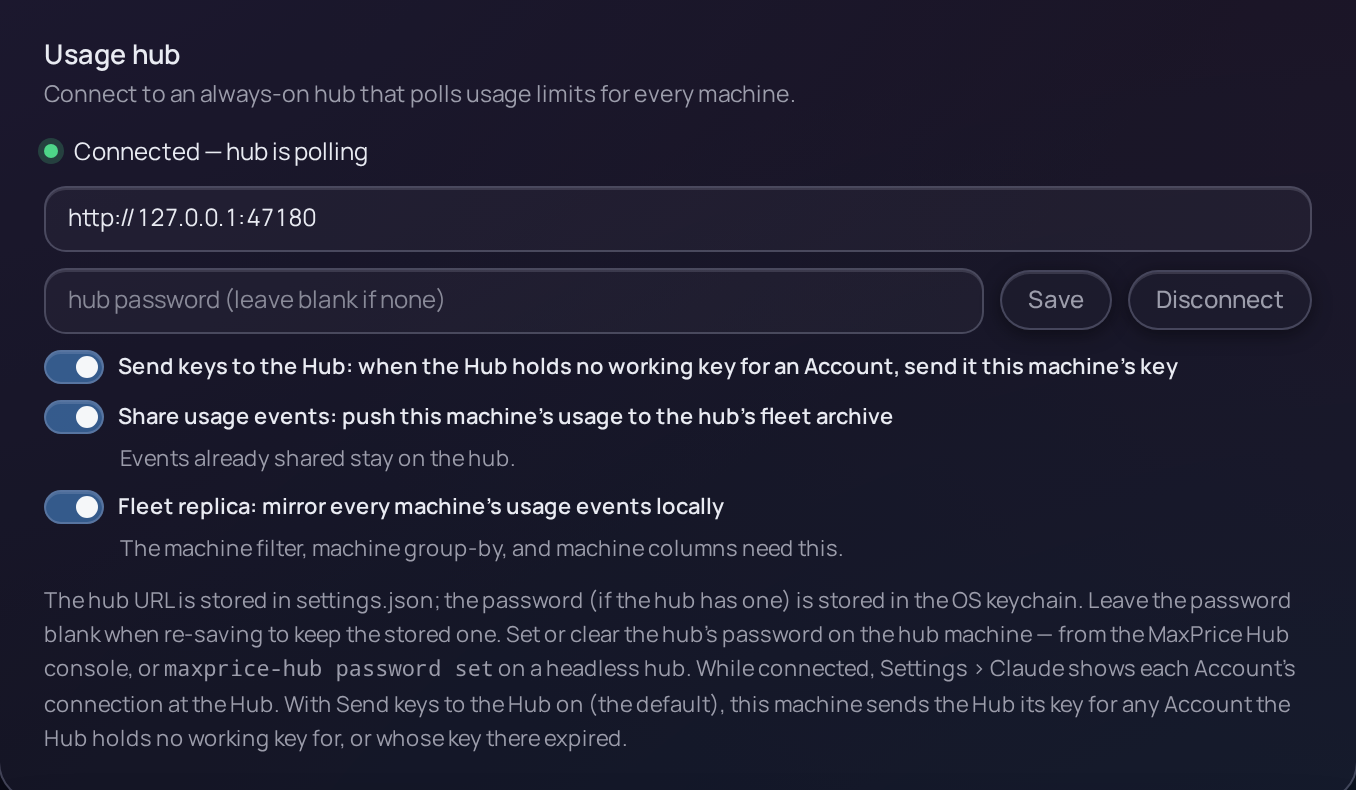 Usage hub
Connect to an always-on hub that polls usage limits for every machine.
Connected — hub is polling
http://127.0.0.1:47180
hub password (leave blank if none)
Save
Disconnect
Send keys to the Hub: when the Hub holds no working key for an Account, send it this machine's key
Share usage events: push this machine's usage to the hub's fleet archive
Events already shared stay on the hub.
Fleet replica: mirror every machine's usage events locally
The machine filter, machine group-by, and machine columns need this.
The hub URL is stored in settings.json; the password (if the hub has one) is stored in the OS keychain. Leave the password
blank when re-saving to keep the stored one. Set or clear the hub's password on the hub machine — from the MaxPrice Hub
console, or maxprice-hub password set on a headless hub. While connected, Settings › Claude shows each Account's
connection at the Hub. With Send keys to the Hub on (the default), this machine sends the Hub its key for any Account the
Hub holds no working key for, or whose key there expired.